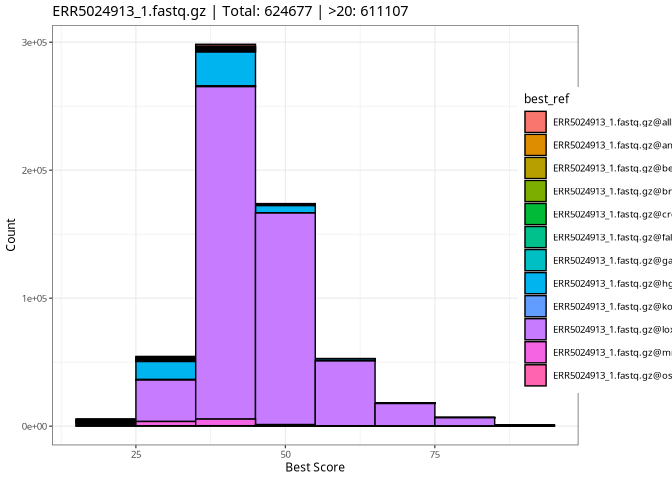 ERR5024913_1.fastq.gz | Total: 624677 | >20: 611107
3e+05
2e+05
1e+05
0e+00
Count
25
50
75
Best Score
best_ref
ERR5024913_1.fastq.gz@all
ERR5024913_1.fastq.gz@an
ERR5024913_1.fastq.gz@be
ERR5024913_1.fastq.gz@br
ERR5024913_1.fastq.gz@cr
ERR5024913_1.fastq.gz@fal
ERR5024913_1.fastq.gz@ga
ERR5024913_1.fastq.gz@hg
ERR5024913_1.fastq.gz@ko
ERR5024913_1.fastq.gz@lox
ERR5024913_1.fastq.gz@m
ERR5024913_1.fastq.gz@os